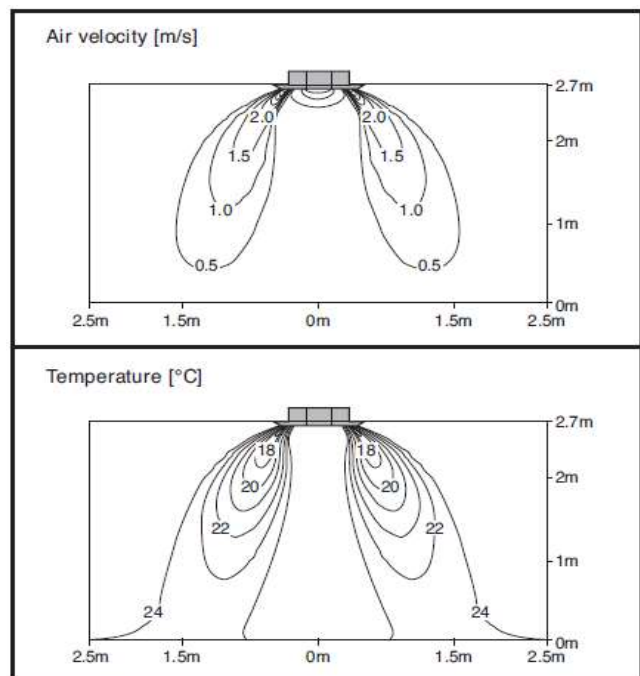 Air velocity [m/s]
2.7m
2.0 2.0
2m
1.5 1.5
1.0 1.0
1m
0.5 0.5
0m
2.5m 1.5m 0m 1.5m 2.5m
Temperature [°C]
2.7m
18 18
2m
20 20
22 22
1m
24 24
0m
2.5m 1.5m 0m 1.5m 2.5m